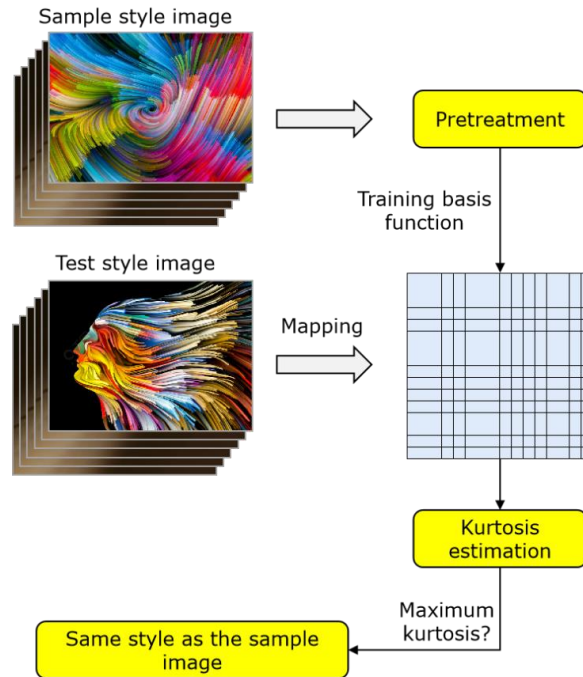 Sample style image
Pretreatment
Training basis
function
Test style image
Mapping
Kurtosis
estimation
Maximum
kurtosis?
Same style as the sample
image